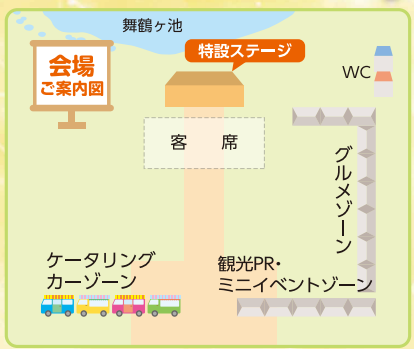 舞鶴ヶ池
特設ステージ
会場
ご案内図
WC
客　席
グルメゾーン
ケータリング
カーゾーン
観光PR・
ミニイベントゾーン